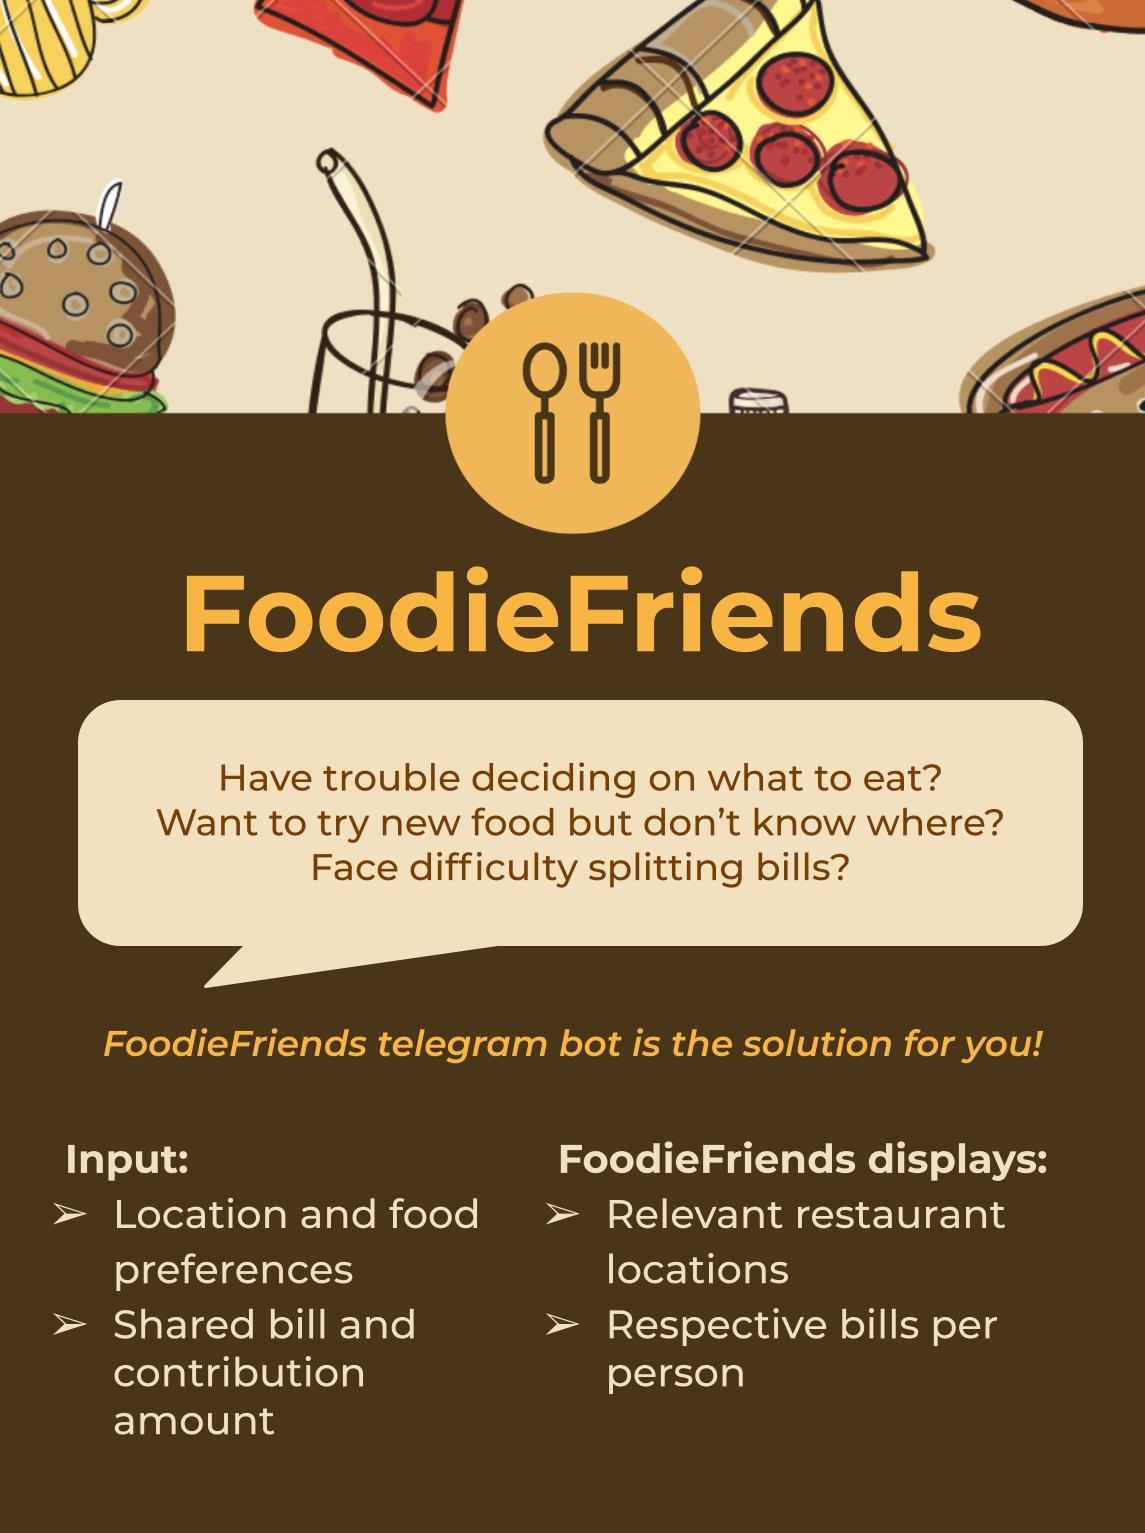 FoodieFriends
Have trouble deciding on what to eat?
Want to try new food but don’t know where?
Face difficulty splitting bills?
FoodieFriends telegram bot is the solution for you!
Input:
➢ Location and food
preferences
➢ Shared bill and
contribution
amount
FoodieFriends displays:
➢ Relevant restaurant
locations
➢ Respective bills per
person